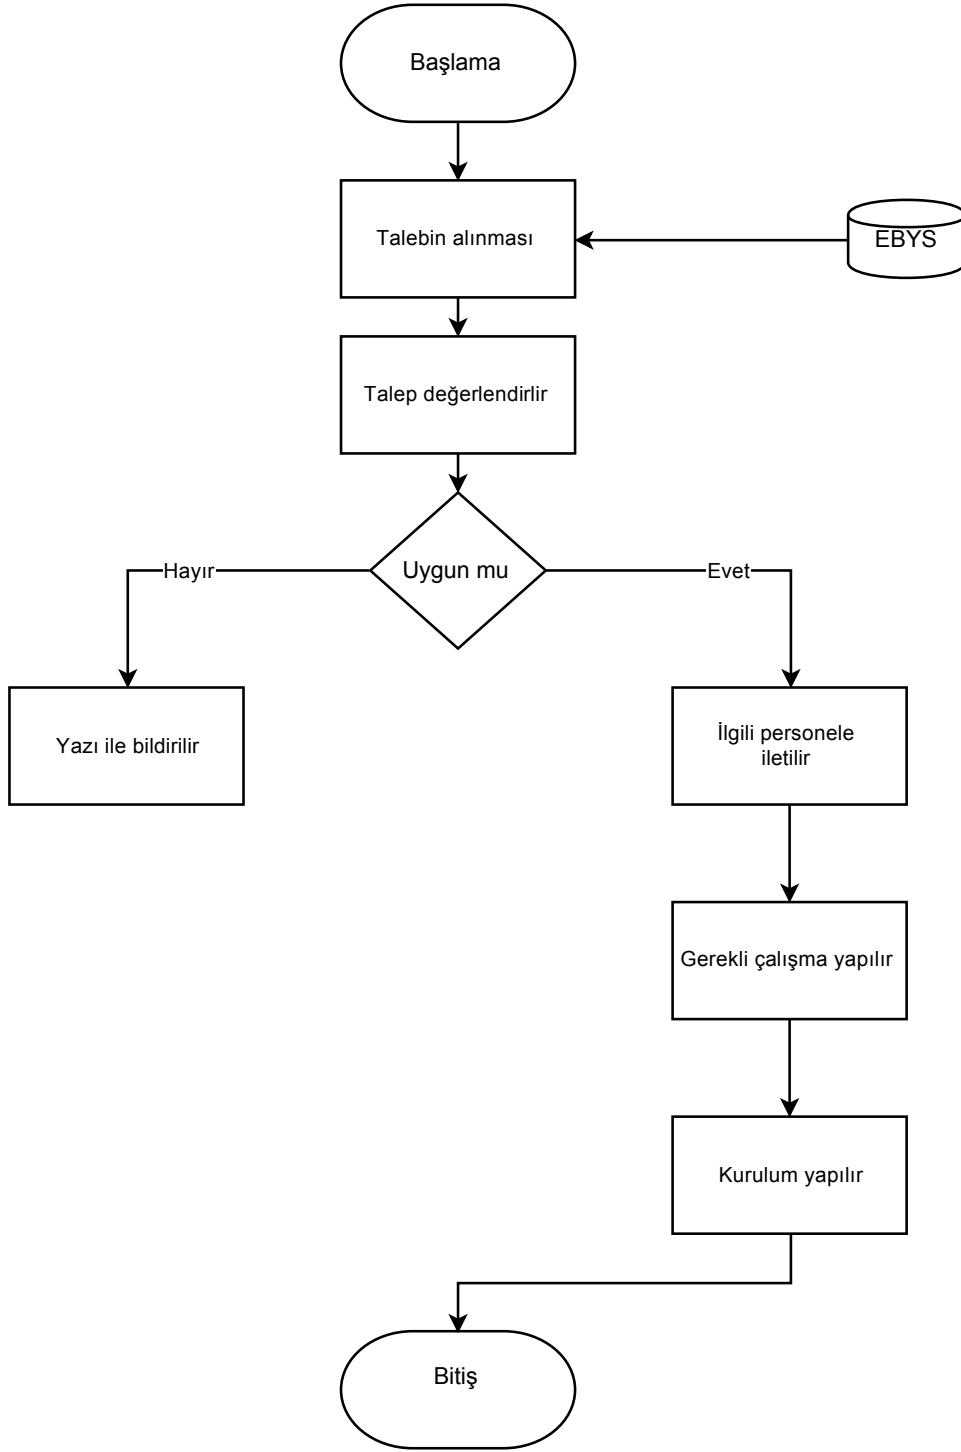 Başlama
Talebin alınması
EBYS
Talep değerlendirlir
Uygun mu
Hayır
Evet
Yazı ile bildirilir
İlgili personele
iletilir
Gerekli çalışma yapılır
Kurulum yapılır
Bitiş